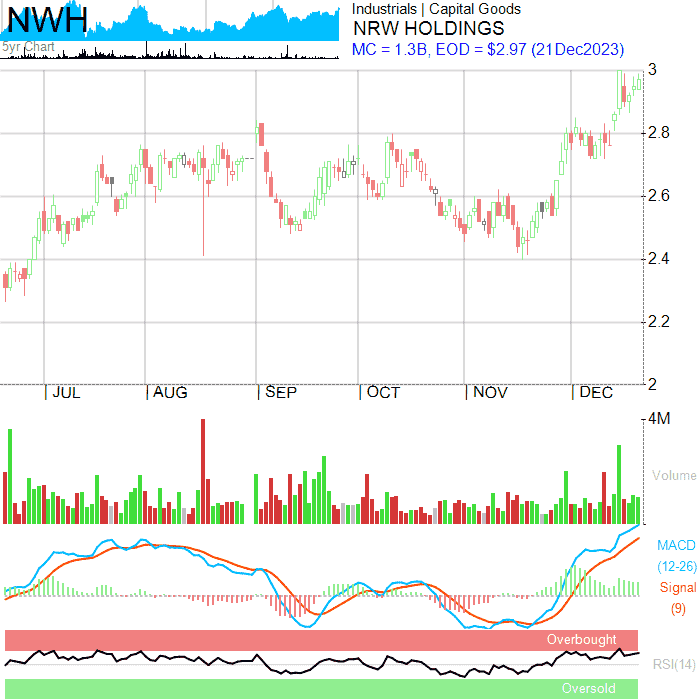 NWH
5yr Chart
Industrials | Capital Goods
NRW HOLDINGS
MC = 1.3B, EOD = $2.97 (21Dec2023)
3
2.8
2.6
2.4
2.2
2
| JUL | AUG | SEP | OCT | NOV | DEC
4M
Volume
MACD
(12-26)
Signal
(9)
Overbought
RSI(14)
Oversold